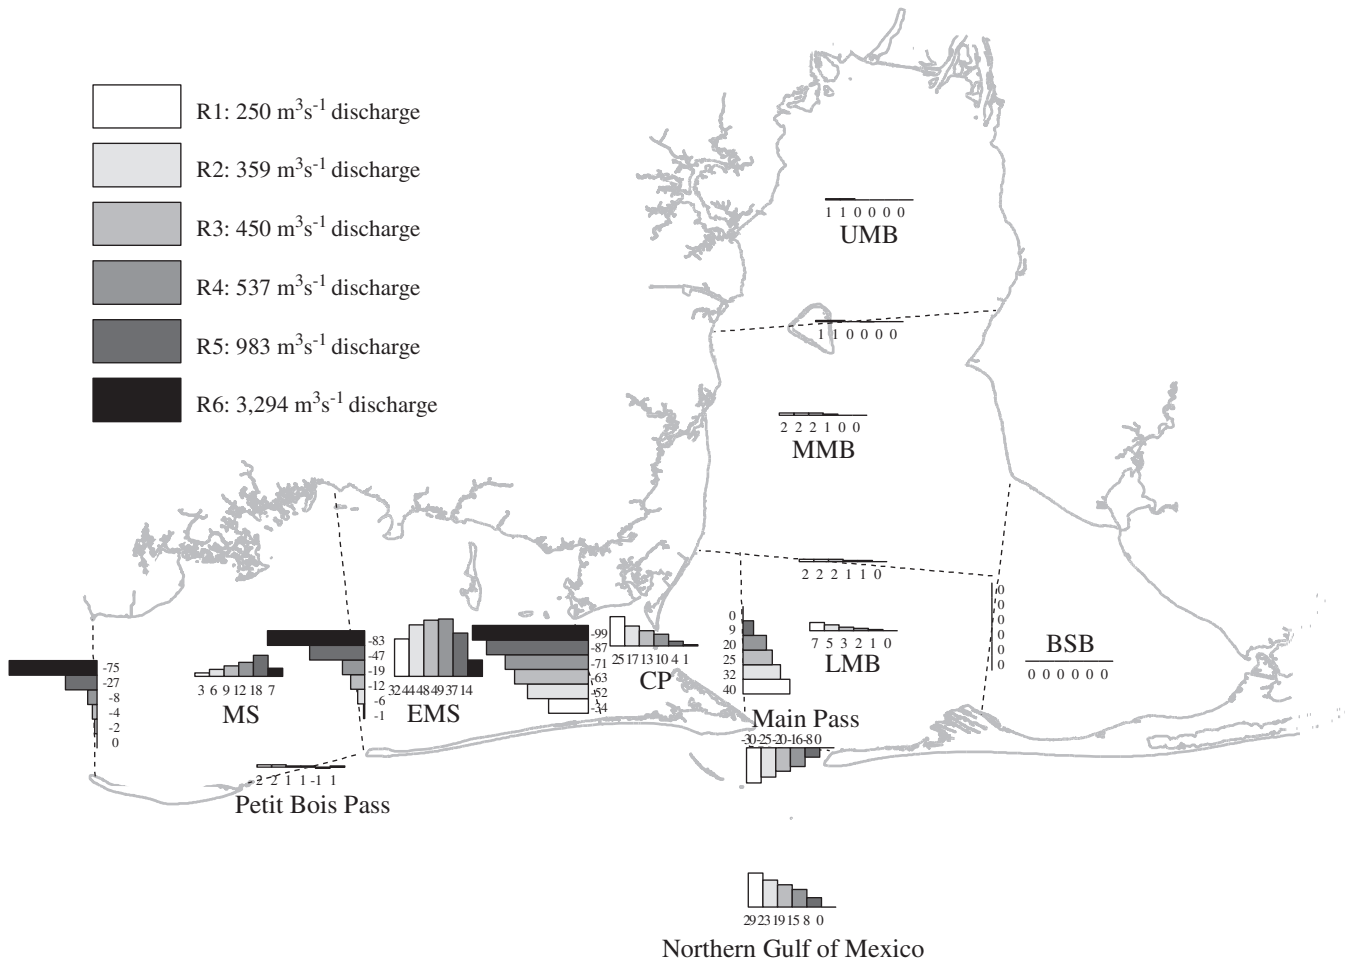 R1: 250 m³s⁻¹ discharge
R2: 359 m³s⁻¹ discharge
R3: 450 m³s⁻¹ discharge
R4: 537 m³s⁻¹ discharge
R5: 983 m³s⁻¹ discharge
R6: 3,294 m³s⁻¹ discharge
1 1 0 0 0 0
UMB
1 1 0 0 0 0
2 2 2 1 0 0
MMB
2 2 2 1 1 0
0
0
0
0
0
0
BSB
0 0 0 0 0 0
0
9
20
25
32
40
7 5 3 2 1 0
LMB
25 17 13 10 4 1
CP
-99
-87
-71
-63
-52
-34
32 44 48 49 37 14
EMS
-83
-47
-19
-12
-6
-1
3 6 9 12 18 7
MS
-75
-27
-8
-4
-2
0
Main Pass
-30 -25 -20 -16 -8 0
2 2 1 1 -1 1
Petit Bois Pass
29 23 19 15 8 0
Northern Gulf of Mexico